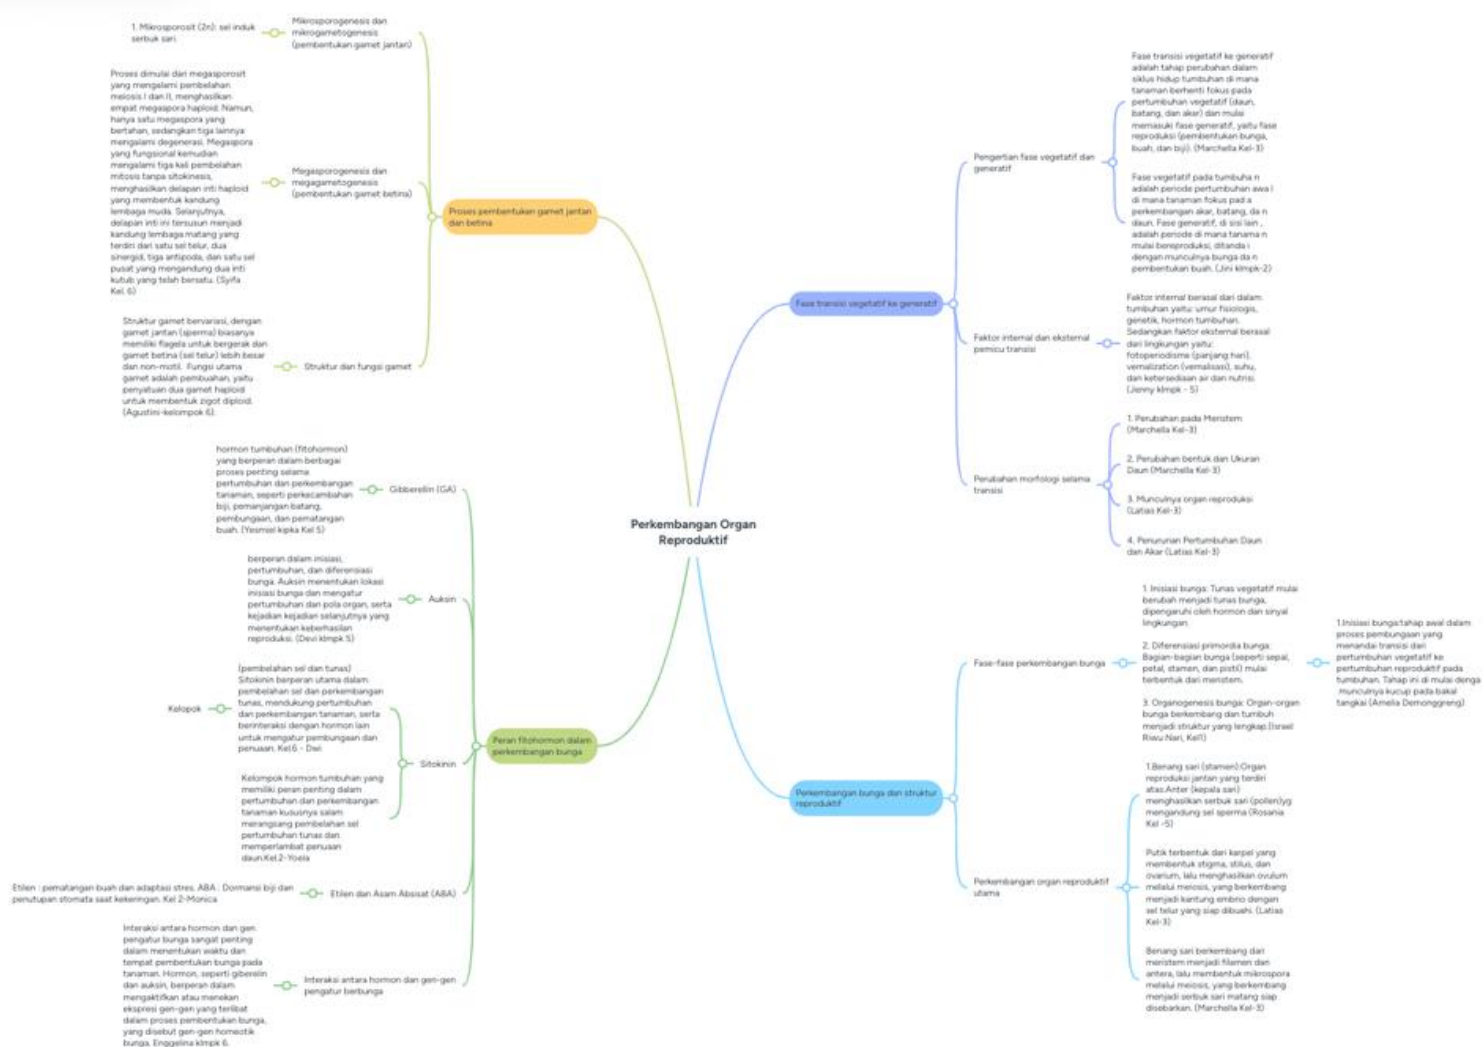 Perkembangan Organ
Reproduktif
Proses pembentukan gamet jantan
dan betina
Mikrosporogenesis dan
mikrogametogenesis
(pembentukan gamet jantan)
1. Mikrosporosit (2n): sel induk
serbuk sari.
Megasporogenesis dan
megagametogenesis
(pembentukan gamet betina)
Proses dimulai dari megasporosit
yang mengalami pembelahan
meiosis I dan II, menghasilkan
empat megaspora haploid. Namun,
hanya satu megaspora yang
bertahan, sedangkan tiga lainnya
mengalami degenerasi. Megaspora
yang fungsional kemudian
mengalami tiga kali pembelahan
mitosis tanpa sitokinesis,
menghasilkan delapan inti haploid
yang membentuk kandung
lembaga muda. Selanjutnya,
delapan inti ini tersusun menjadi
kandung lembaga matang yang
terdiri dari satu sel telur, dua
sinergid, tiga antipoda, dan satu sel
pusat yang mengandung dua inti
kutub yang telah bersatu. (Syifa
Kel. 6)
Struktur dan fungsi gamet
Struktur gamet bervariasi, dengan
gamet jantan (sperma) biasanya
memiliki flagela untuk bergerak dan
gamet betina (sel telur) lebih besar
dan non-motil. Fungsi utama
gamet adalah pembuahan, yaitu
penyatuan dua gamet haploid
untuk membentuk zigot diploid.
(Agustini-kelompok 6).
Fase transisi vegetatif ke generatif
Pengertian fase vegetatif dan
generatif
Fase transisi vegetatif ke generatif
adalah tahap perubahan dalam
siklus hidup tumbuhan di mana
tanaman berhenti fokus pada
pertumbuhan vegetatif (daun,
batang, dan akar) dan mulai
memasuki fase generatif, yaitu fase
reproduksi (pembentukan bunga,
buah, dan biji). (Marchella Kel-3)
Fase vegetatif pada tumbuha n
adalah periode pertumbuhan awa l
di mana tanaman fokus pad a
perkembangan akar, batang, da n
daun. Fase generatif, di sisi lain ,
adalah periode di mana tanama n
mulai bereproduksi, ditanda i
dengan munculnya bunga da n
pembentukan buah. (Jini klmpk-2)
Faktor internal dan eksternal
pemicu transisi
Faktor internal berasal dari dalam
tumbuhan yaitu: umur fisiologis,
genetik, hormon tumbuhan.
Sedangkan faktor eksternal berasal
dari lingkungan yaitu:
fotoperiodisme (panjang hari),
vernalization (vernalisasi), suhu,
dan ketersediaan air dan nutrisi.
(Jenny klmpk - 5)
Perubahan morfologi selama
transisi
1. Perubahan pada Meristem
(Marchella Kel-3)
2. Perubahan bentuk dan Ukuran
Daun (Marchella Kel-3)
3. Munculnya organ reproduksi
(Latias Kel-3)
4. Penurunan Pertumbuhan Daun
dan Akar (Latias Kel-3)
Peran fitohormon dalam
perkembangan bunga
Gibberellin (GA)
hormon tumbuhan (fitohormon)
yang berperan dalam berbagai
proses penting selama
pertumbuhan dan perkembangan
tanaman, seperti perkecambahan
biji, pemanjangan batang,
pembungaan, dan pematangan
buah. (Yesmiel kipka Kel 5)
Auksin
berperan dalam inisiasi,
pertumbuhan, dan diferensiasi
bunga. Auksin menentukan lokasi
inisiasi bunga dan mengatur
pertumbuhan dan pola organ, serta
kejadian kejadian selanjutnya yang
menentukan keberhasilan
reproduksi. (Devi klmpk 5)
Sitokinin
(pembelahan sel dan tunas)
Sitokinin berperan utama dalam
pembelahan sel dan perkembangan
tunas, mendukung pertumbuhan
dan perkembangan tanaman, serta
berinteraksi dengan hormon lain
untuk mengatur pembungaan dan
penuaan. Kel.6 - Dwi
Kelopok
Kelompok hormon tumbuhan yang
memiliki peran penting dalam
pertumbuhan dan perkembangan
tanaman kususnya salam
merangsang pembelahan sel
pertumbuhan tunas dan
memperlambat penuaan
daun.Kel.2-Yoela
Etilen dan Asam Absisat (ABA)
Etilen : pematangan buah dan adaptasi stres. ABA : Dormansi biji dan
penutupan stomata saat kekeringan. Kel 2-Monica
Interaksi antara hormon dan gen-gen
pengatur berbunga
Interaksi antara hormon dan gen
pengatur bunga sangat penting
dalam menentukan waktu dan
tempat pembentukan bunga pada
tanaman. Hormon, seperti giberelin
dan auksin, berperan dalam
mengaktifkan atau menekan
ekspresi gen-gen yang terlibat
dalam proses pembentukan bunga,
yang disebut gen-gen homeotik
bunga. Enggelina klmpk 6.
Perkembangan bunga dan struktur
reproduktif
Fase-fase perkembangan bunga
1. Inisiasi bunga: Tunas vegetatif mulai
berubah menjadi tunas bunga,
dipengaruhi oleh hormon dan sinyal
lingkungan.
2. Diferensiasi primordia bunga:
Bagian-bagian bunga (seperti sepal,
petal, stamen, dan pistil) mulai
terbentuk dari meristem.
3. Organogenesis bunga: Organ-organ
bunga berkembang dan tumbuh
menjadi struktur yang lengkap.(Israel
Riwu Nari, Kel1)
1.Inisiasi bunga:tahap awal dalam
proses pembungaan yang
menandai transisi dari
pertumbuhan vegetatif ke
pertumbuhan reproduktif pada
tumbuhan. Tahap ini di mulai denga
munculnya kucup pada bakal
tangkai (Amelia Demonggreng)
Perkembangan organ reproduktif
utama
1.Benang sari (stamen):Organ
reproduksi jantan yang terdiri
atas:Anter (kepala sari)
menghasilkan serbuk sari (pollen)yg
mengandung sel sperma (Rosania
Kel -5)
Putik terbentuk dari karpel yang
membentuk stigma, stilus, dan
ovarium, lalu menghasilkan ovulum
melalui meiosis, yang berkembang
menjadi kantung embrio dengan
sel telur yang siap dibuahi. (Latias
Kel-3)
Benang sari berkembang dari
meristem menjadi filamen dan
antera, lalu membentuk mikrospora
melalui meiosis, yang berkembang
menjadi serbuk sari matang siap
disebarkan. (Marchella Kel-3)